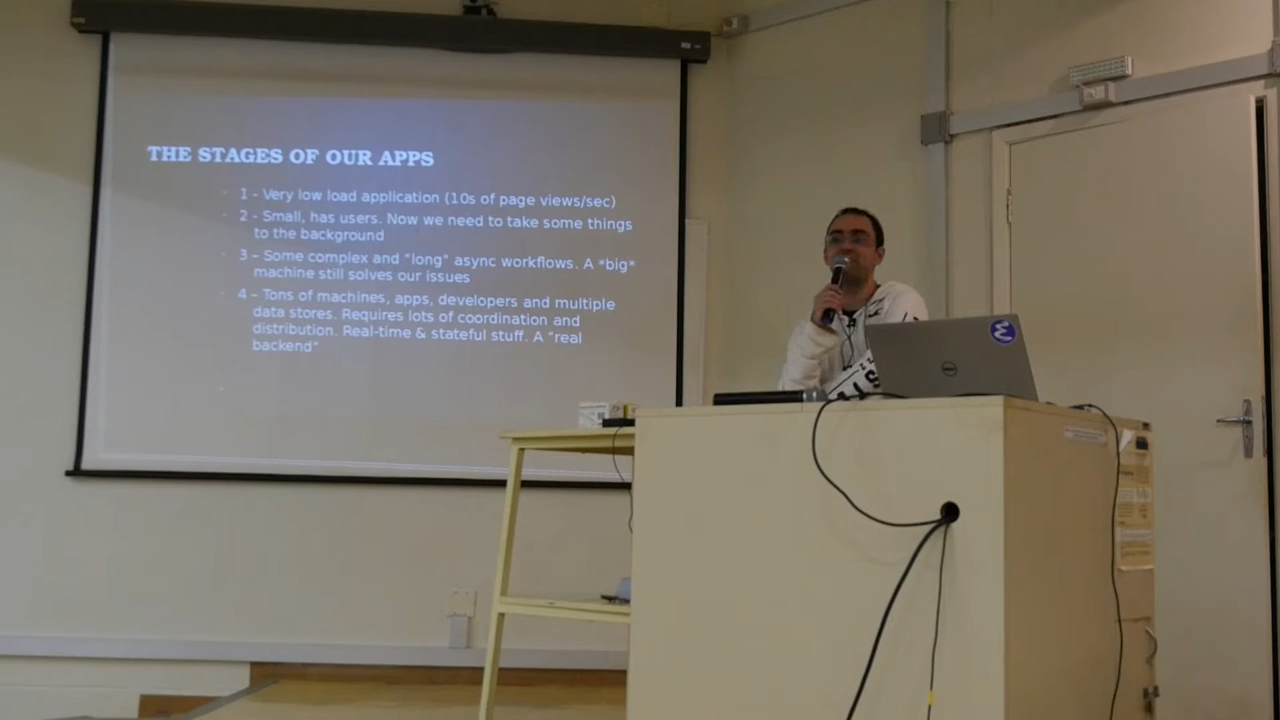 THE STAGES OF OUR APPS
- 1 - Very low load application (10s of page views/sec)
- 2 - Small, has users. Now we need to take some things
to the background
- 3 - Some complex and "long" async workflows. A *big*
machine still solves our issues
- 4 - Tons of machines, apps, developers and multiple
data stores. Requires lots of coordination and
distribution. Real-time & stateful stuff. A "real
backend"
DELL